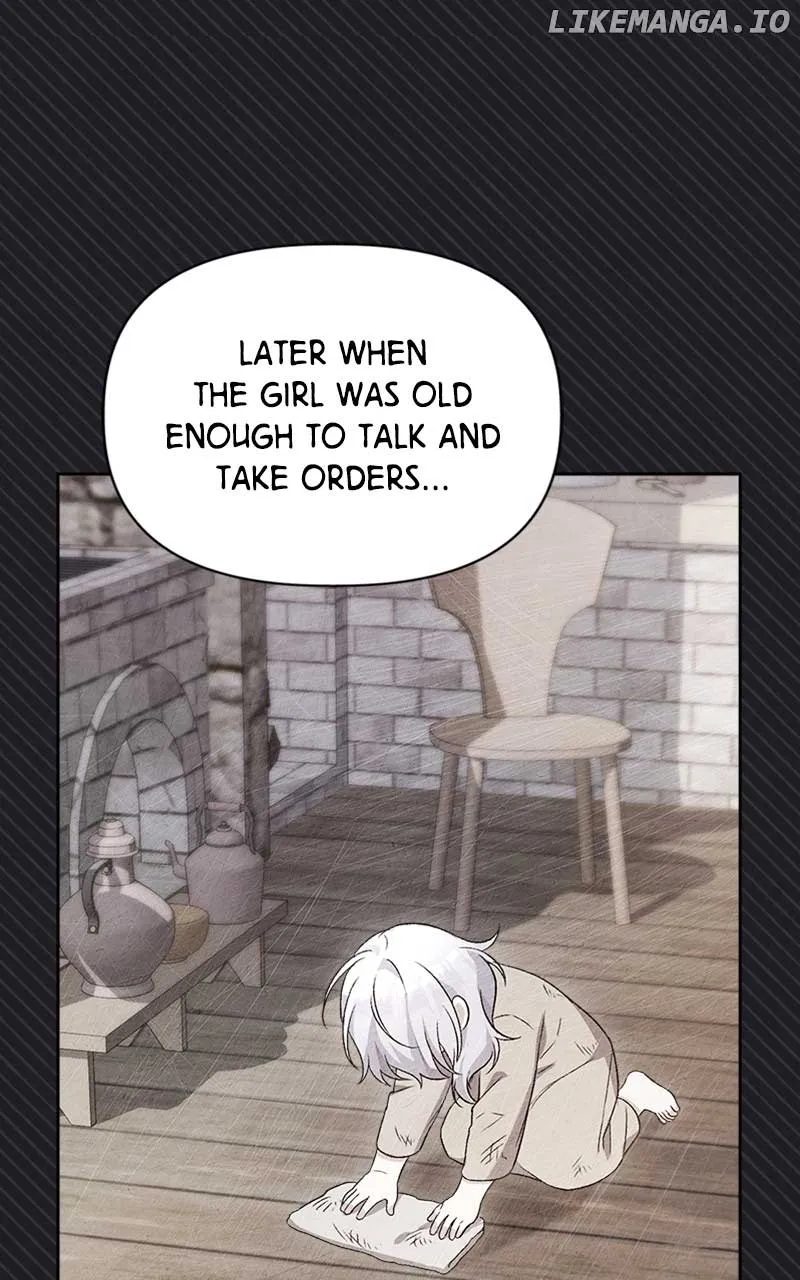 LIKEMANGA.IO
LATER WHEN
THE GIRL WAS OLD
ENOUGH TO TALK AND
TAKE ORDERS...